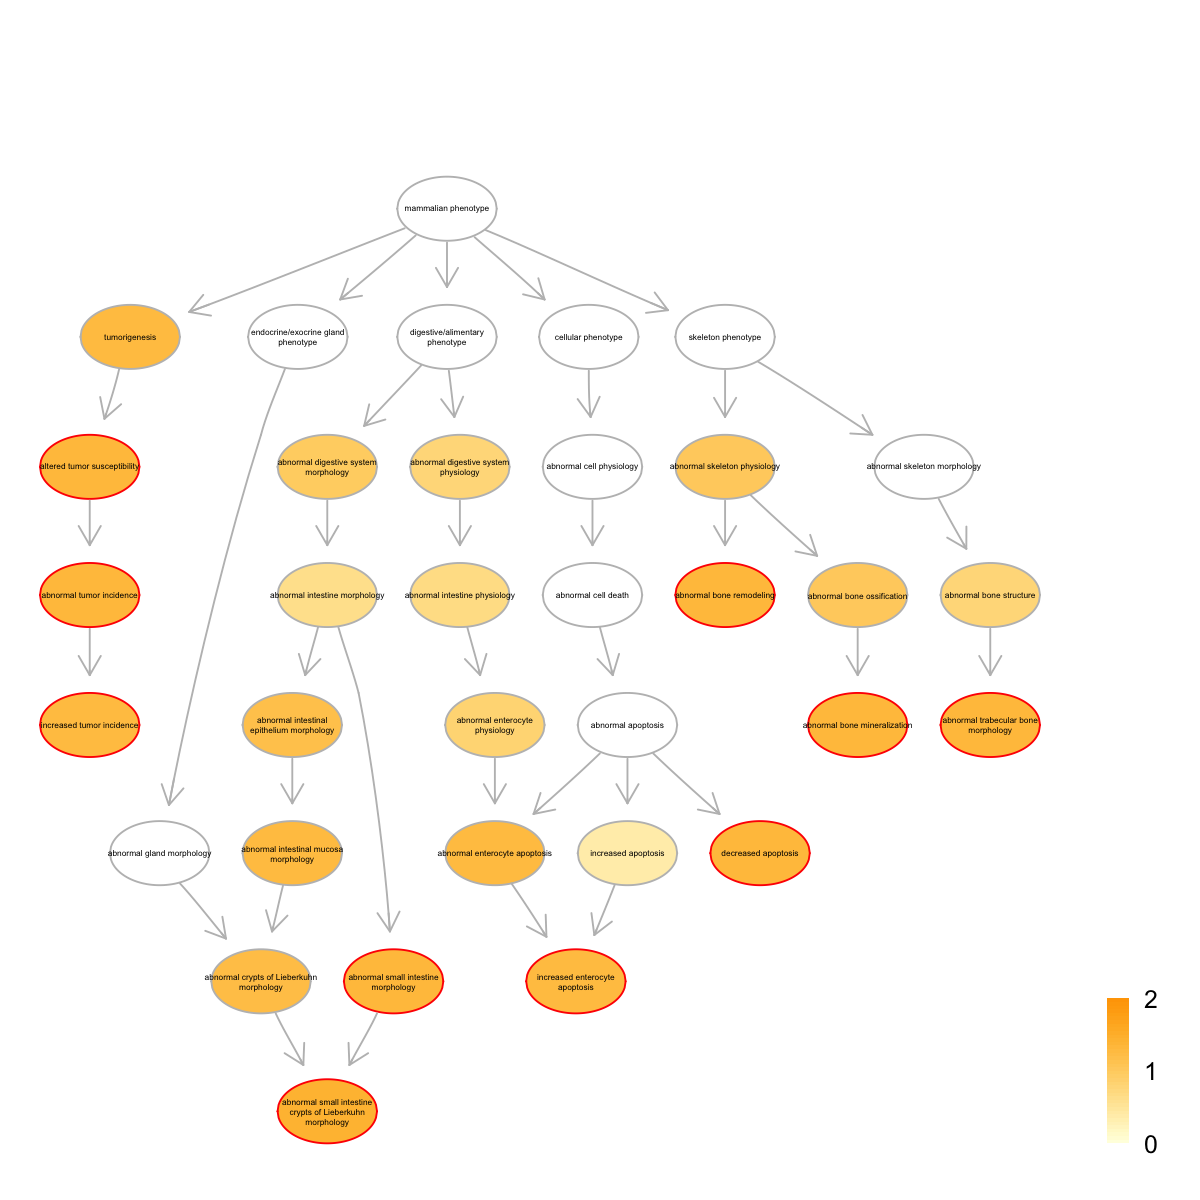 mammalian phenotype
tumorigenesis
endocrine/exocrine gland
phenotype
digestive/alimentary
phenotype
cellular phenotype
skeleton phenotype
altered tumor susceptibility
abnormal digestive system
morphology
abnormal digestive system
physiology
abnormal cell physiology
abnormal skeleton physiology
abnormal skeleton morphology
abnormal tumor incidence
abnormal intestine morphology
abnormal intestine physiology
abnormal cell death
abnormal bone remodeling
abnormal bone ossification
abnormal bone structure
increased tumor incidence
abnormal intestinal
epithelium morphology
abnormal enterocyte
physiology
abnormal apoptosis
abnormal bone mineralization
abnormal trabecular bone
morphology
abnormal gland morphology
abnormal intestinal mucosa
morphology
abnormal enterocyte apoptosis
increased apoptosis
decreased apoptosis
abnormal crypts of Lieberkuhn
morphology
abnormal small intestine
morphology
increased enterocyte
apoptosis
abnormal small intestine
crypts of Lieberkuhn
morphology
2
1
0